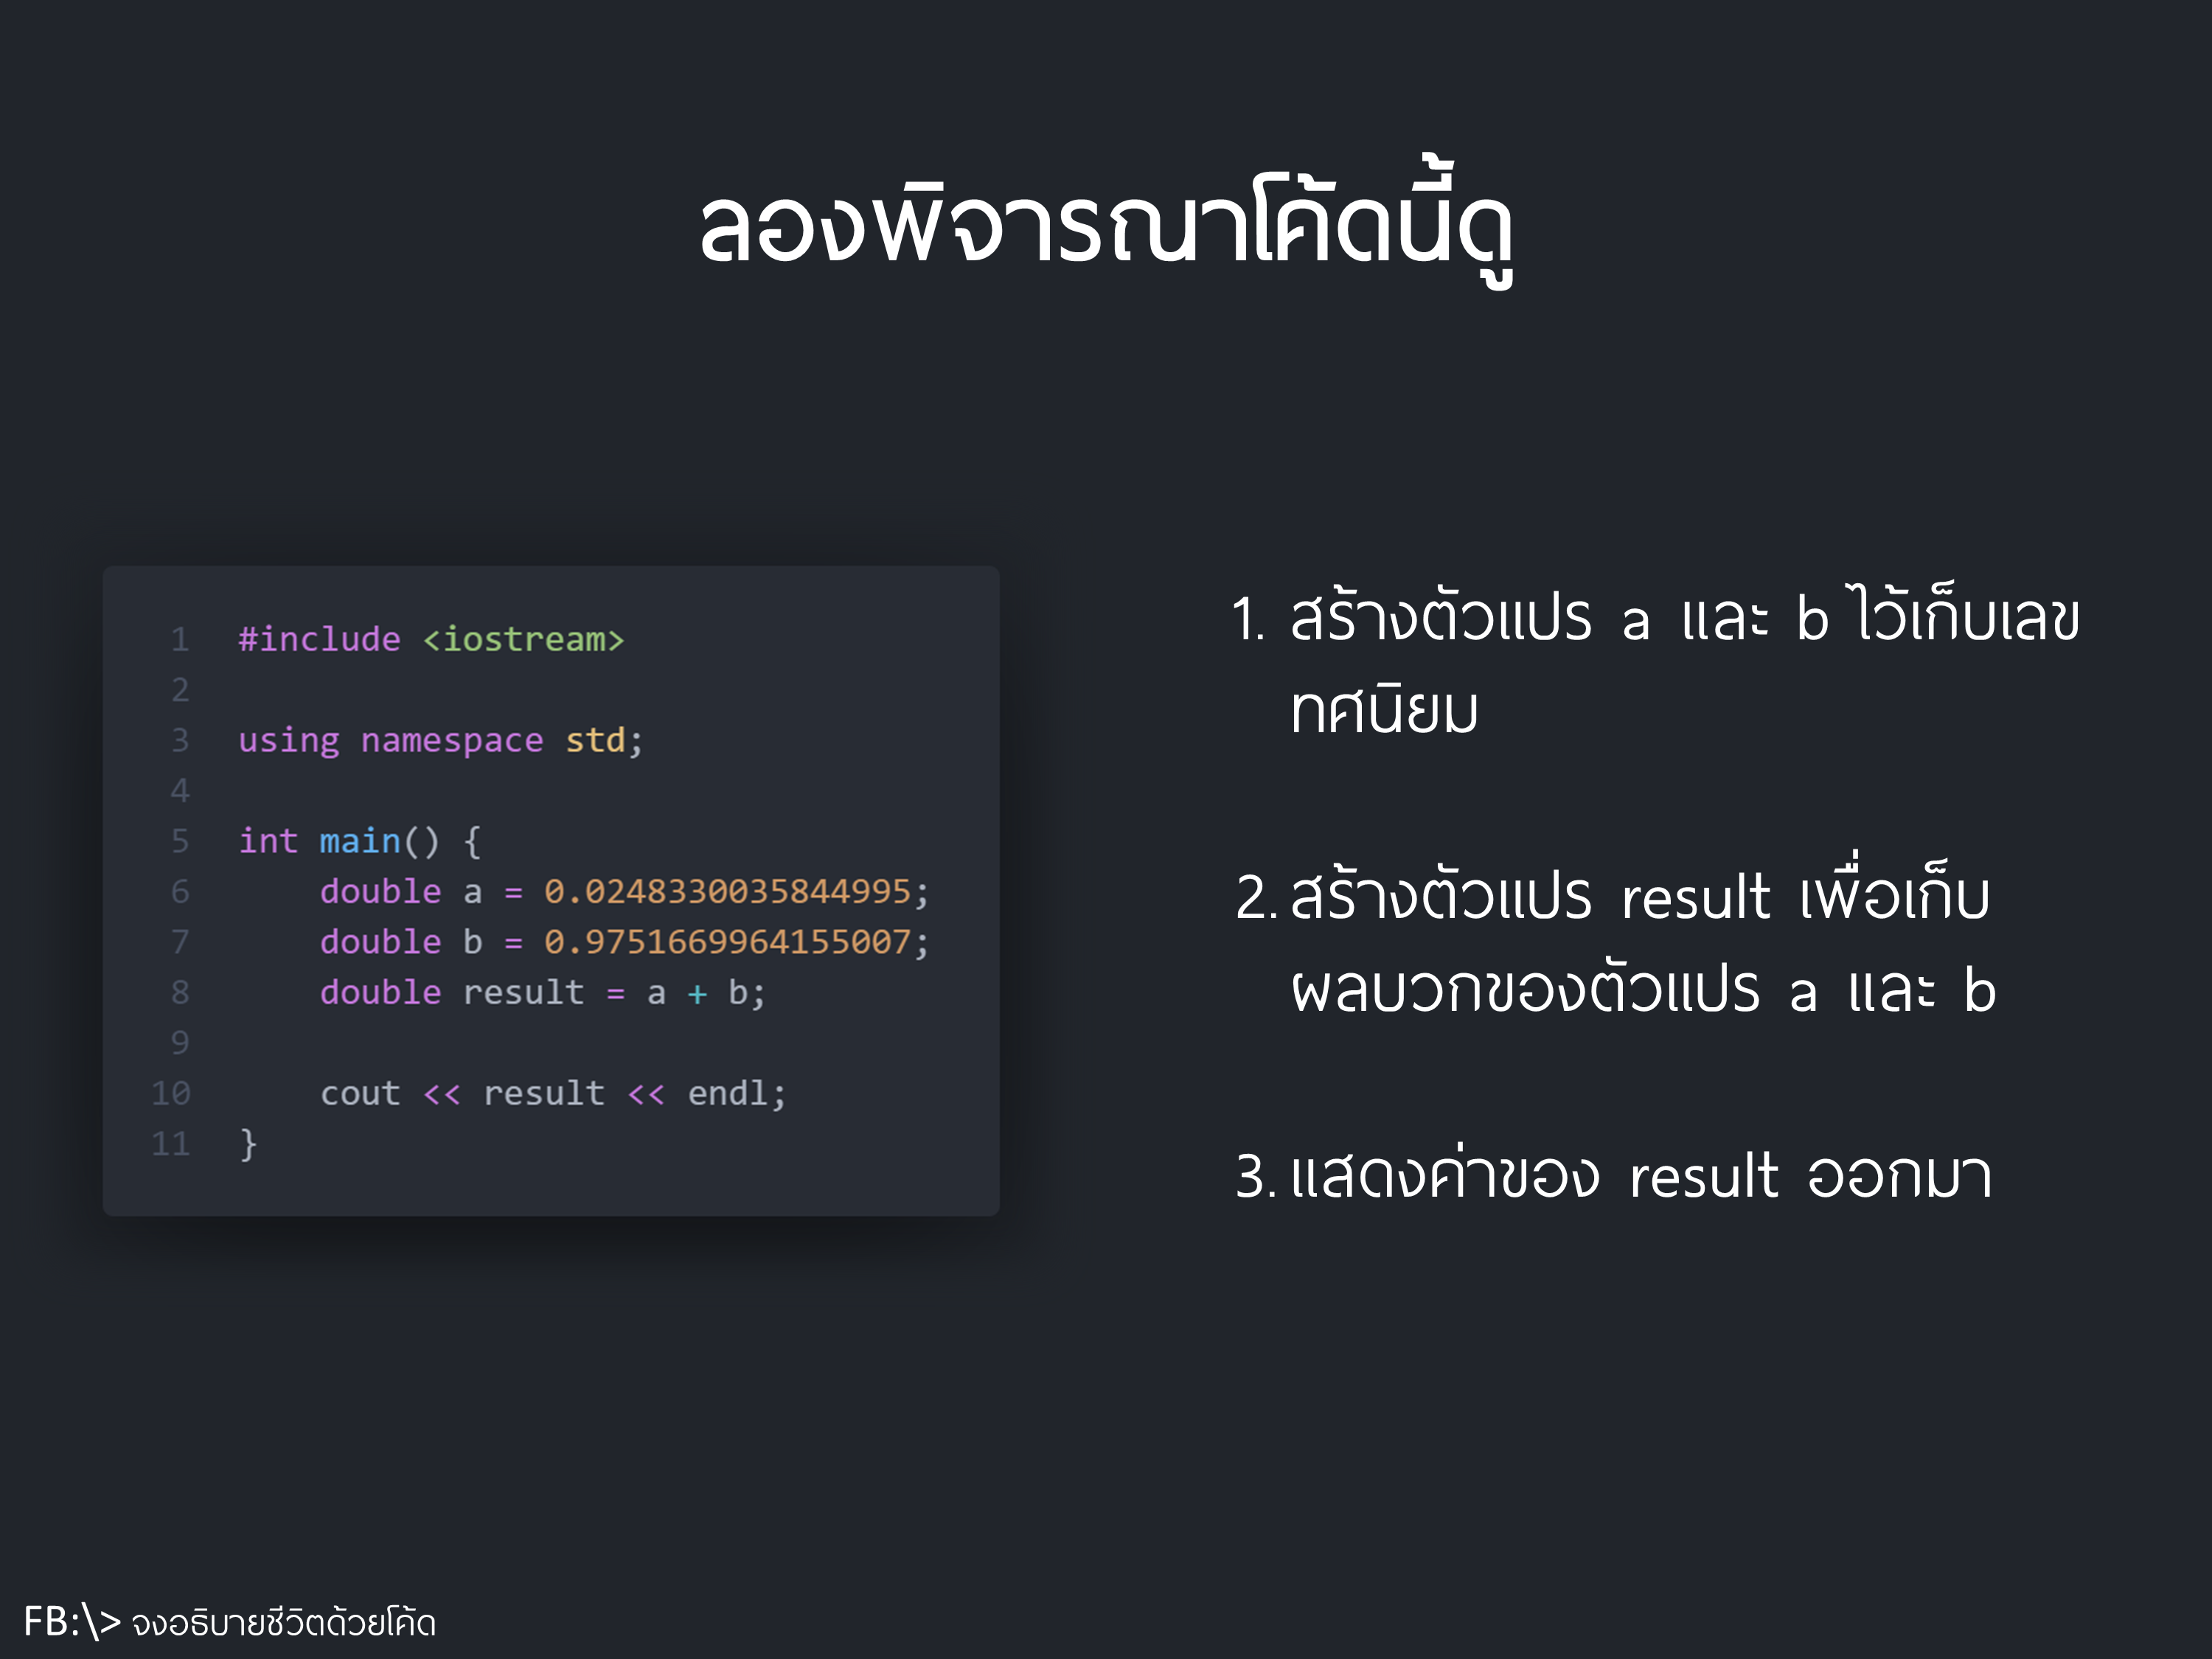 ลองพิจารณาโค้ดนี้ดู
1 #include <iostream>
2
3 using namespace std;
4
5 int main() {
6     double a = 0.0248330035844995;
7     double b = 0.9751669964155007;
8     double result = a + b;
9
10     cout << result << endl;
11 }
1. สร้างตัวแปร a และ b ไว้เก็บเลข
ทศนิยม
2. สร้างตัวแปร result เพื่อเก็บ
ผลบวกของตัวแปร a และ b
3. แสดงค่าของ result ออกมา
FB:\> จงอธิบายชีวิตด้วยโค้ด